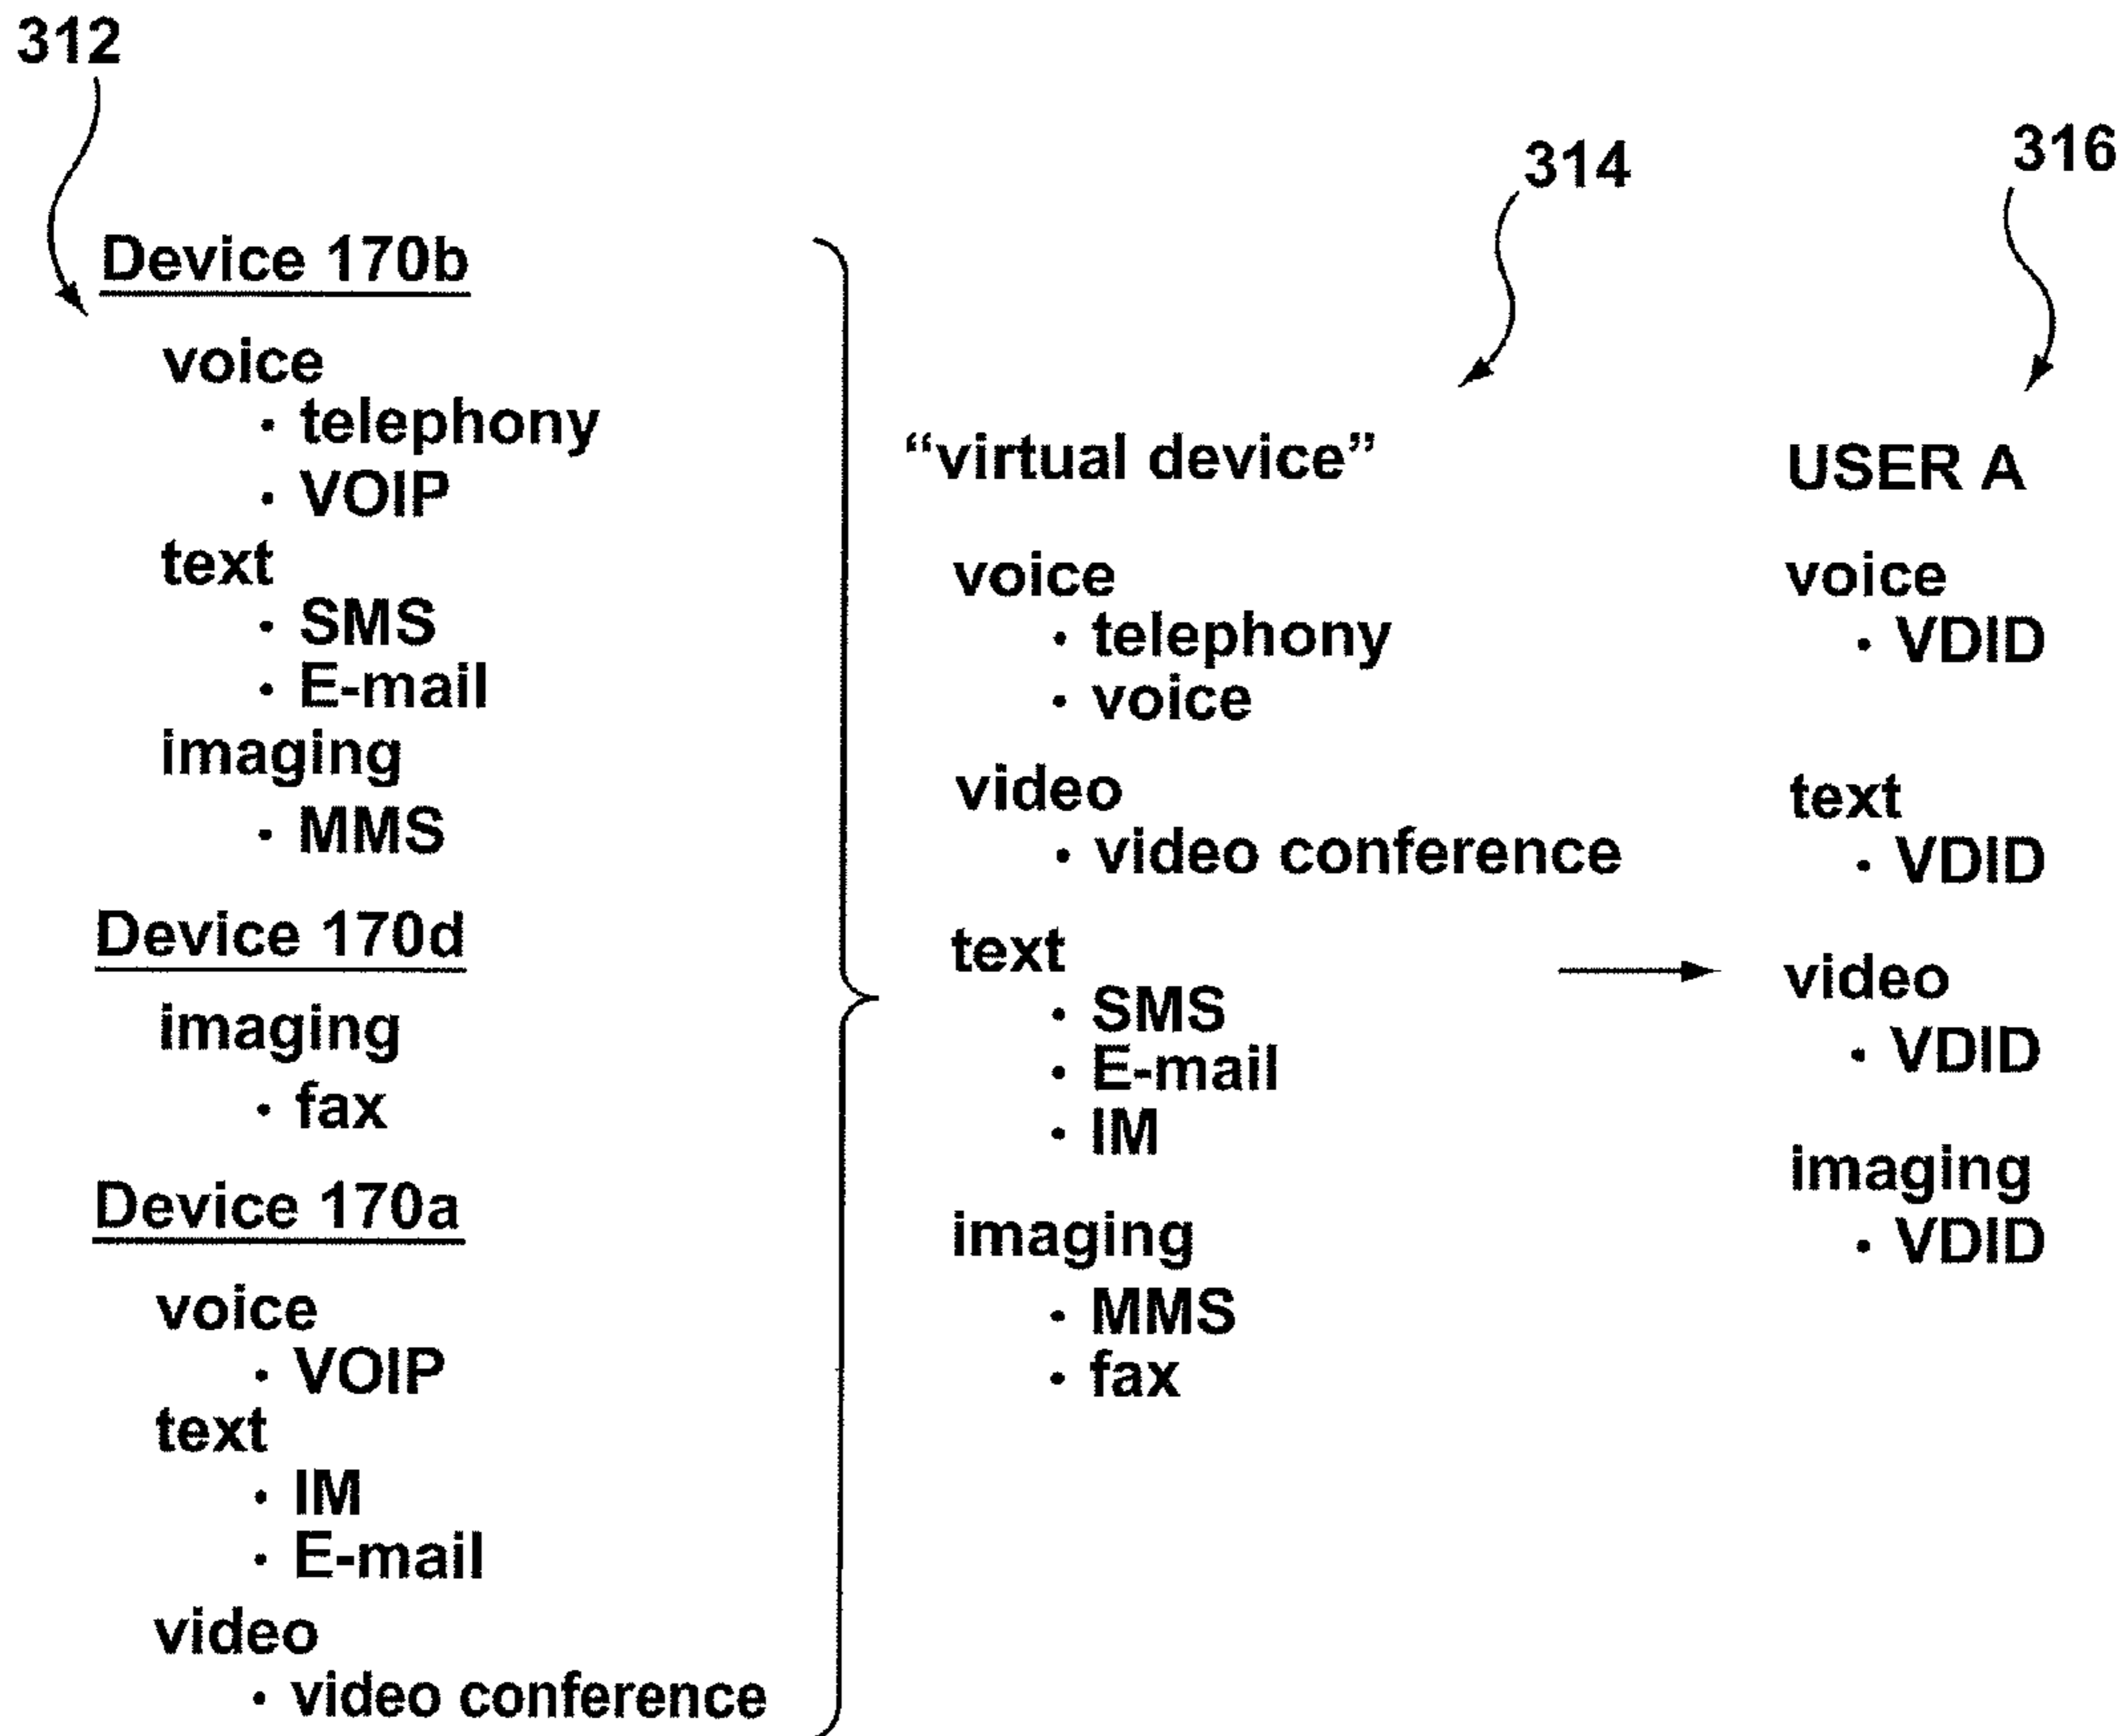 312
Device 170b
voice
· telephony
· VOIP
text
· SMS
· E-mail
imaging
· MMS
Device 170d
imaging
· fax
Device 170a
voice
· VOIP
text
· IM
· E-mail
video
· video conference
314
“virtual device”
voice
· telephony
· voice
video
· video conference
text
· SMS
· E-mail
· IM
imaging
· MMS
· fax
316
USER A
voice
· VDID
text
· VDID
video
· VDID
imaging
· VDID